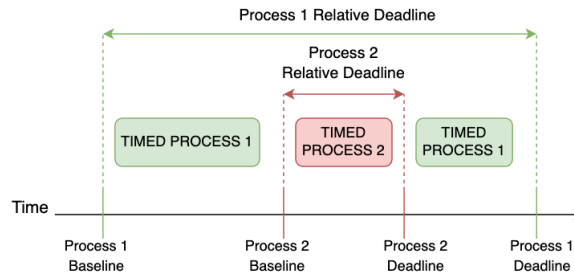 Process 1 Relative Deadline
Process 2
Relative Deadline
TIMED PROCESS 1
TIMED
PROCESS 2
TIMED
PROCESS 1
Time
Process 1
Baseline
Process 2
Baseline
Process 2
Deadline
Process 1
Deadline